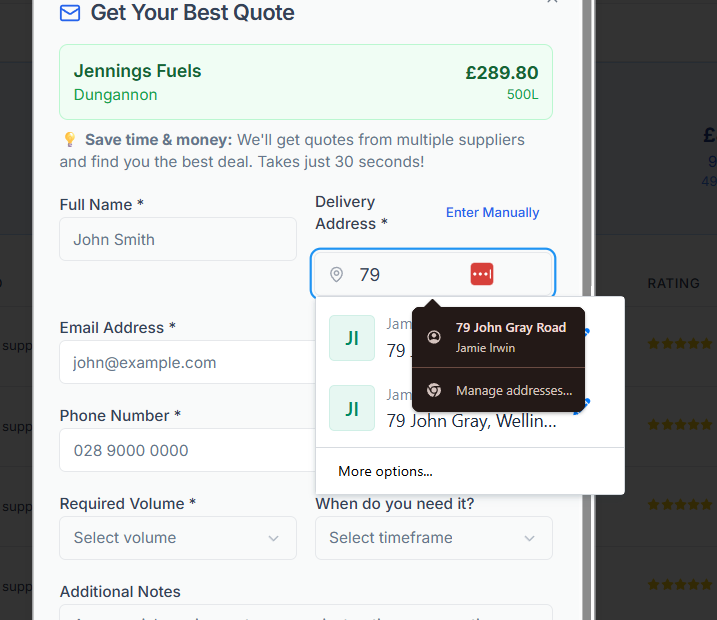 Get Your Best Quote
Jennings Fuels
£289.80
Dungannon
500L
💡 Save time & money: We'll get quotes from multiple suppliers
and find you the best deal. Takes just 30 seconds!
Full Name *
Delivery
Address *
Enter Manually
John Smith
79
RATING
Email Address *
john@example.com
JI
Jam
79
79 John Gray Road
Jamie Irwin
Manage addresses...
Phone Number *
028 9000 0000
JI
Jam
79 John Gray, Wellin...
More options...
Required Volume *
When do you need it?
Select volume
Select timeframe
Additional Notes
supp
supp
supp
supp
£
9
49